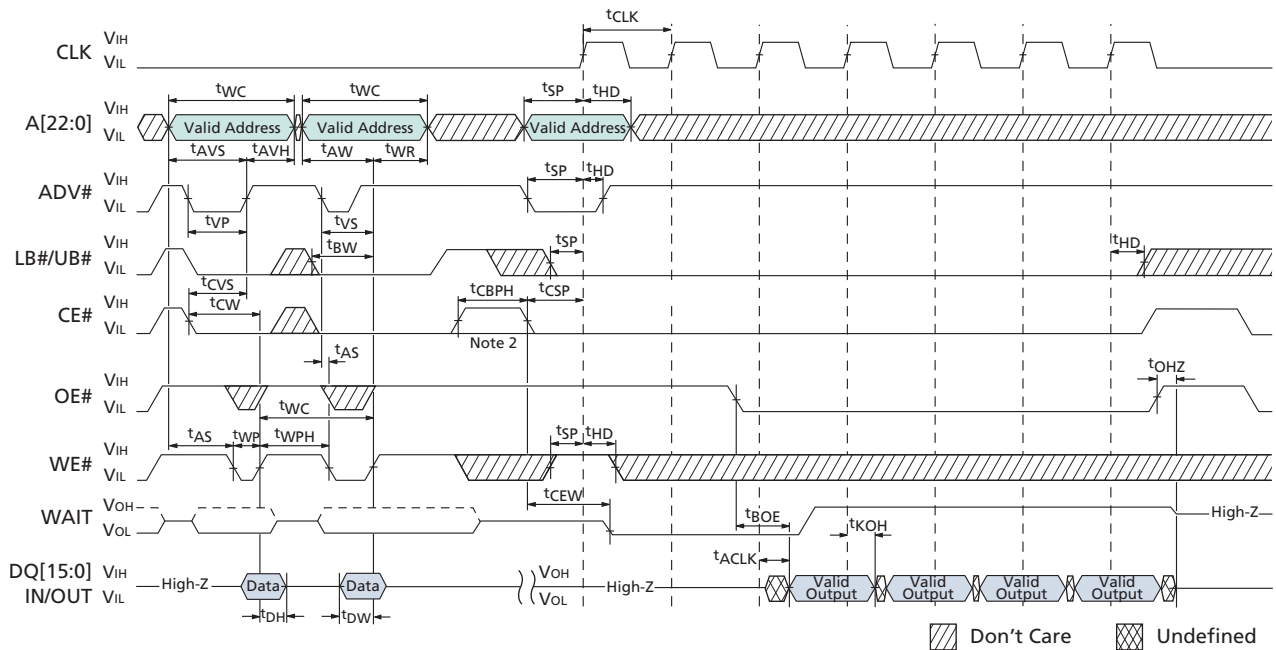 tCLK
CLK VIH
VIL
tWC tWC tSP tHD
A[22:0] VIH
VIL
Valid Address Valid Address Valid Address
tAVS tAVH tAW tWR
ADV# VIH
VIL
tSP tHD
tVP tVS
LB#/UB# VIH
VIL
tBW tSP tHD
CE# VIH
VIL
tCVS
tCW tCBPH tCSP
Note 2
tAS
OE# VIH
VIL
tOHZ
tWC
WE# VIH
VIL
tAS tWP tWPH tSP tHD
tCEW
WAIT VOH
VOL
High-Z
tBOE tKOH
tACLK
DQ[15:0] VIH
IN/OUT VIL
High-Z Data Data VOH
VOL
High-Z Valid Output Valid Output Valid Output Valid Output
tDH tDW
Don't Care Undefined